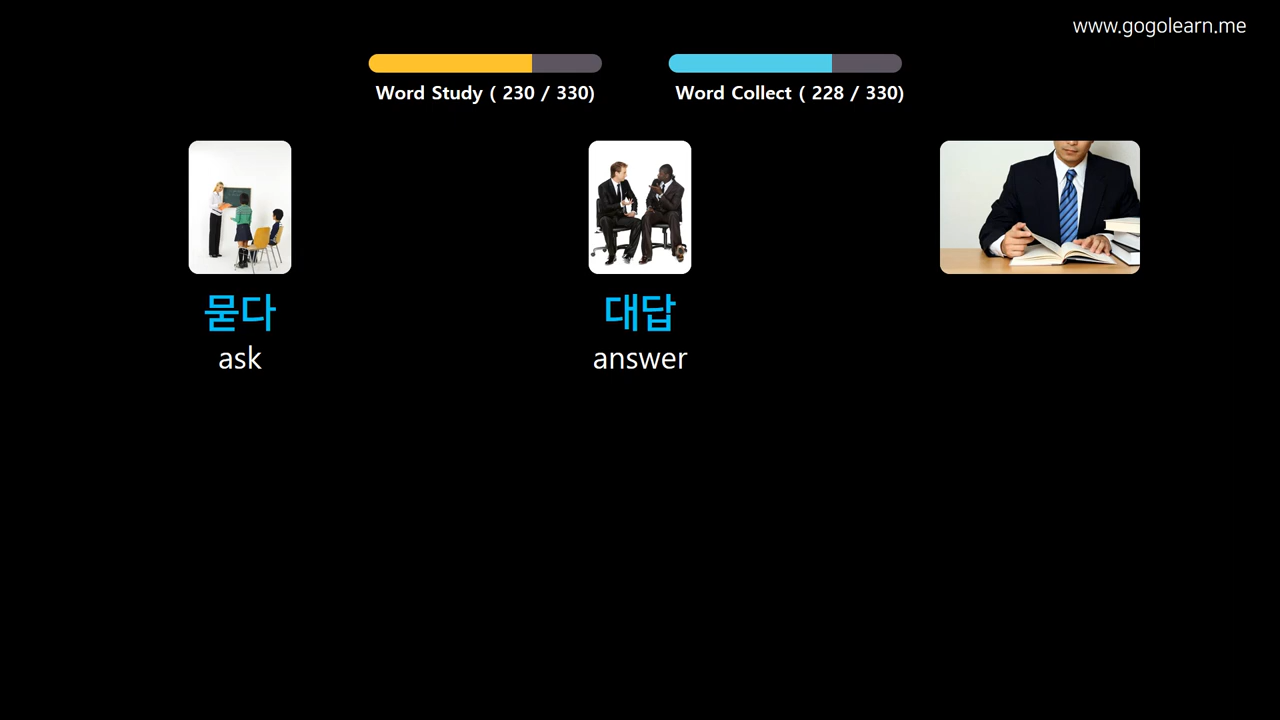 www.gogolearn.me
Word Study ( 230 / 330)
Word Collect ( 228 / 330)
묻다
대답
ask
answer